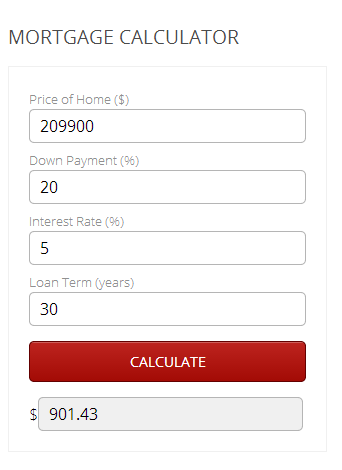 MORTGAGE CALCULATOR
Price of Home ($)
209900
Down Payment (%)
20
Interest Rate (%)
5
Loan Term (years)
30
CALCULATE
$ 901.43